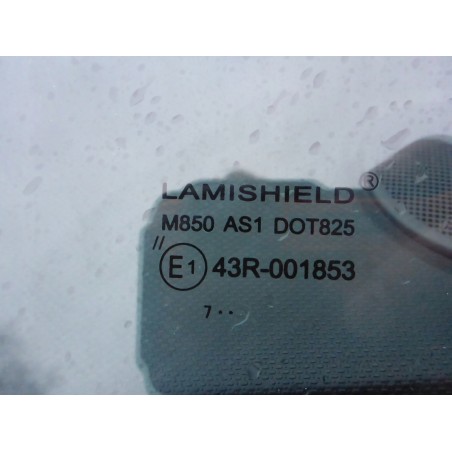 LAMISHIELD®
M850 AS1 DOT825
// E1 43R-001853
7 ··